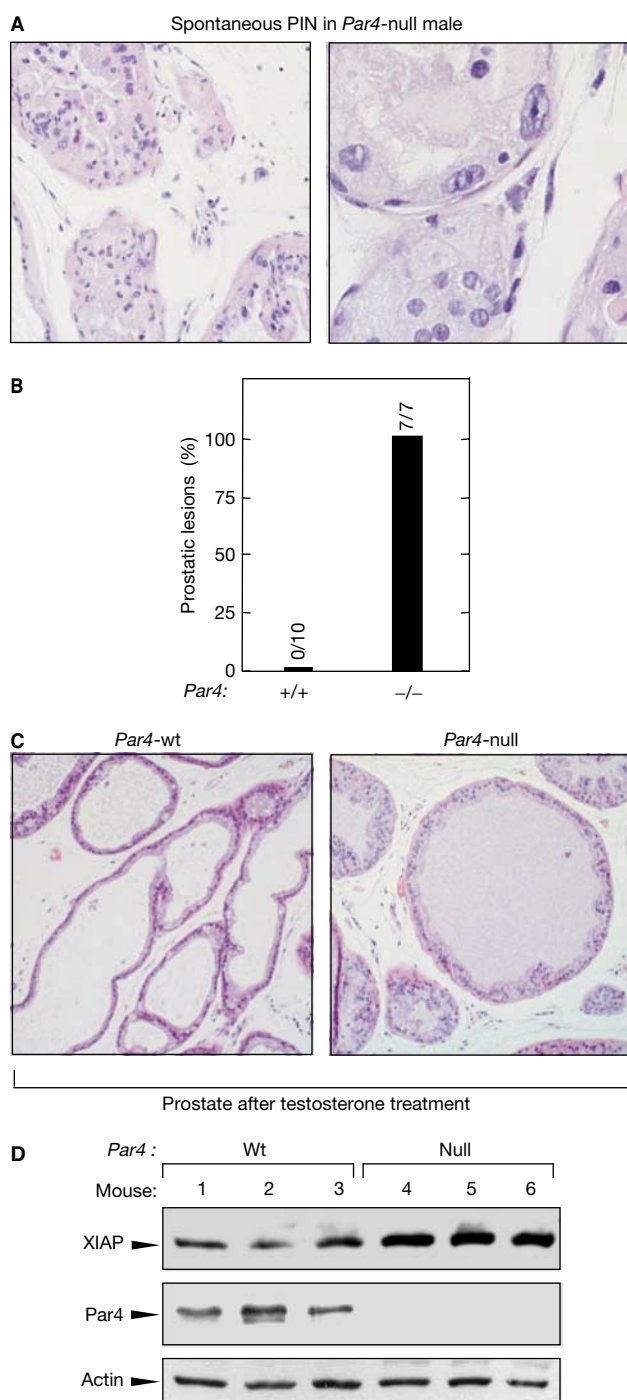 A
Spontaneous PIN in Par4-null male
B
Prostatic lesions (%)
100
75
50
25
0
0/10
7/7
Par4: +/+ –/–
C
Par4-wt Par4-null
Prostate after testosterone treatment
D
Par4 : Wt Null
Mouse: 1 2 3 4 5 6
XIAP
Par4
Actin